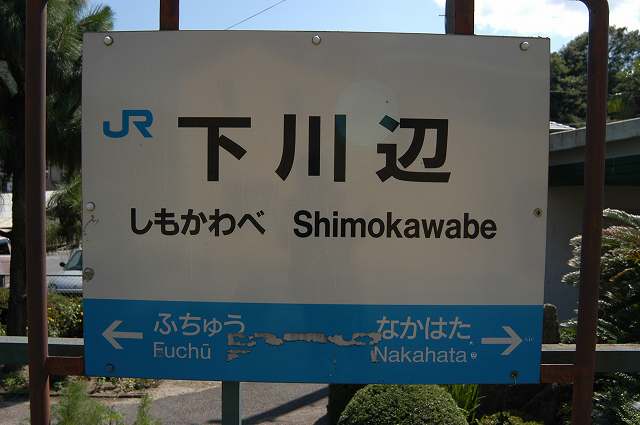 JR 下川辺
しもかわべ Shimokawabe
← ふちゅう なかはた →
Fuchū Nakahata